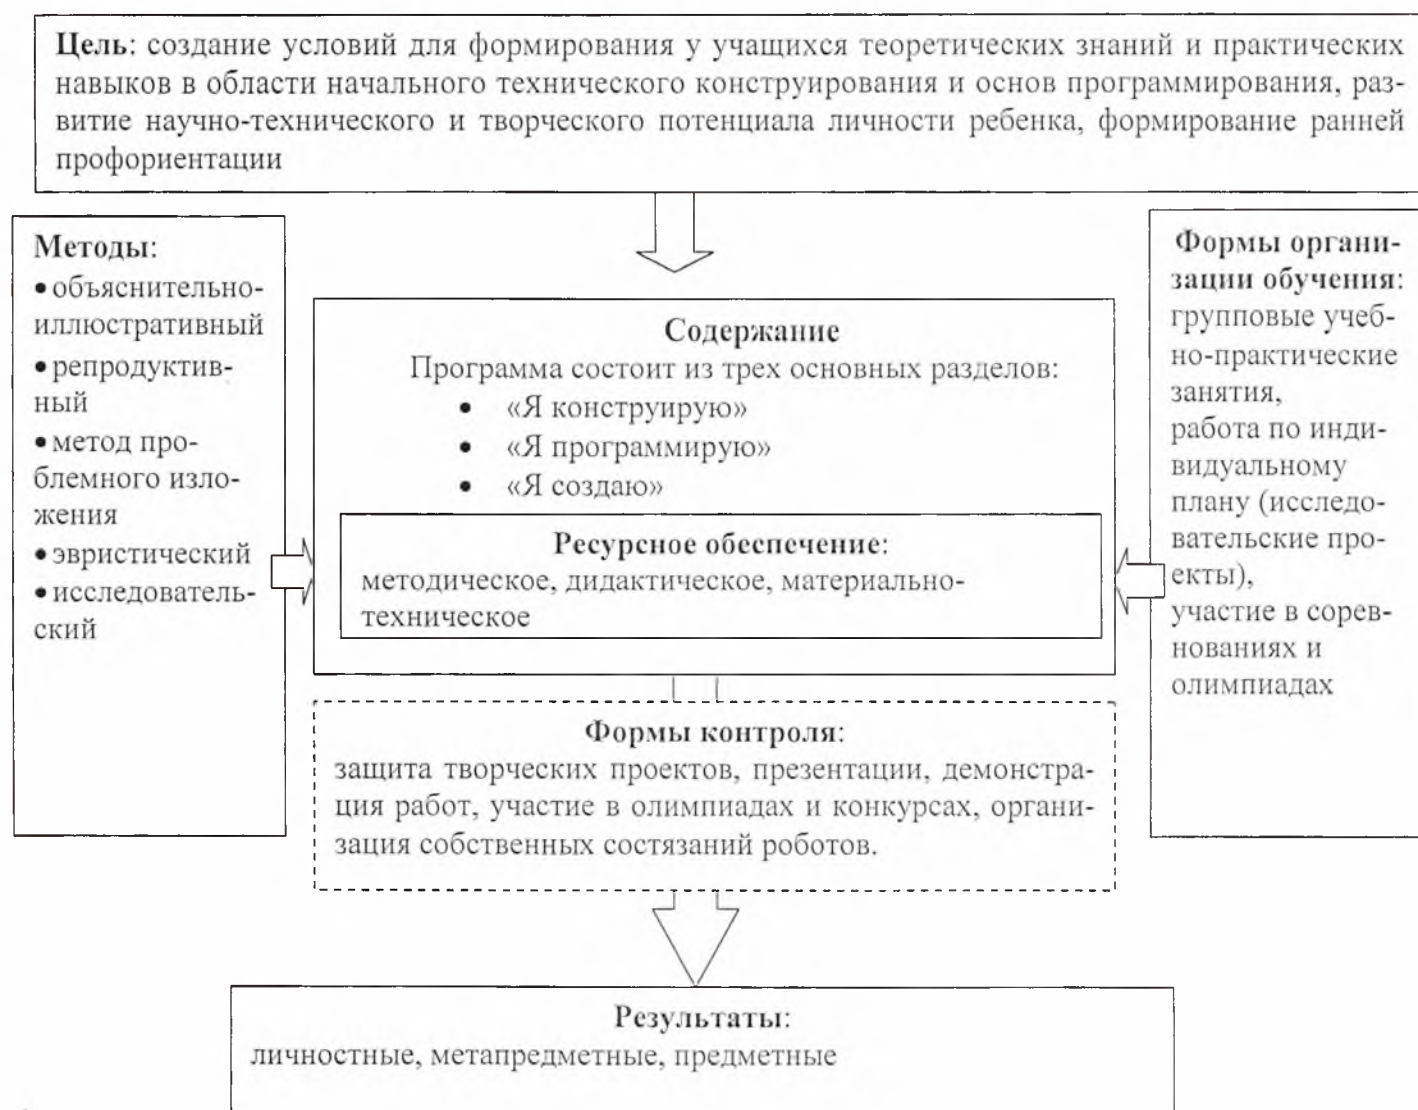 Цель: создание условий для формирования у учащихся теоретических знаний и практических
навыков в области начального технического конструирования и основ программирования, раз-
витие научно-технического и творческого потенциала личности ребенка, формирование ранней
профориентации
Методы:
• объяснительно-
иллюстративный
• репродуктив-
ный
• метод про-
блемного изло-
жения
• эвристический
• исследователь-
ский
Содержание
Программа состоит из трех основных разделов:
• «Я конструирую»
• «Я программирую»
• «Я создаю»
Ресурсное обеспечение:
методическое, дидактическое, материально-
техническое
Формы органи-
зации обучения:
групповые учеб-
но-практические
занятия,
работа по инди-
видуальному
плану (исследо-
вательские про-
екты),
участие в сорев-
нованиях и
олимпиадах
Формы контроля:
защита творческих проектов, презентации, демонстра-
ция работ, участие в олимпиадах и конкурсах, органи-
зация собственных состязаний роботов.
Результаты:
личностные, метапредметные, предметные